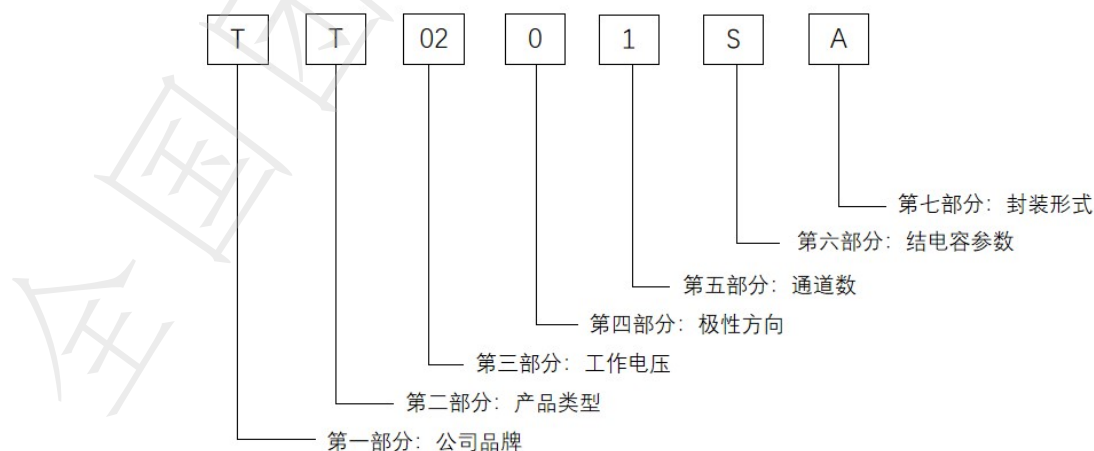 T T 02 0 1 S A
第七部分：封装形式
第六部分：结电容参数
第五部分：通道数
第四部分：极性方向
第三部分：工作电压
第二部分：产品类型
第一部分：公司品牌
全国团